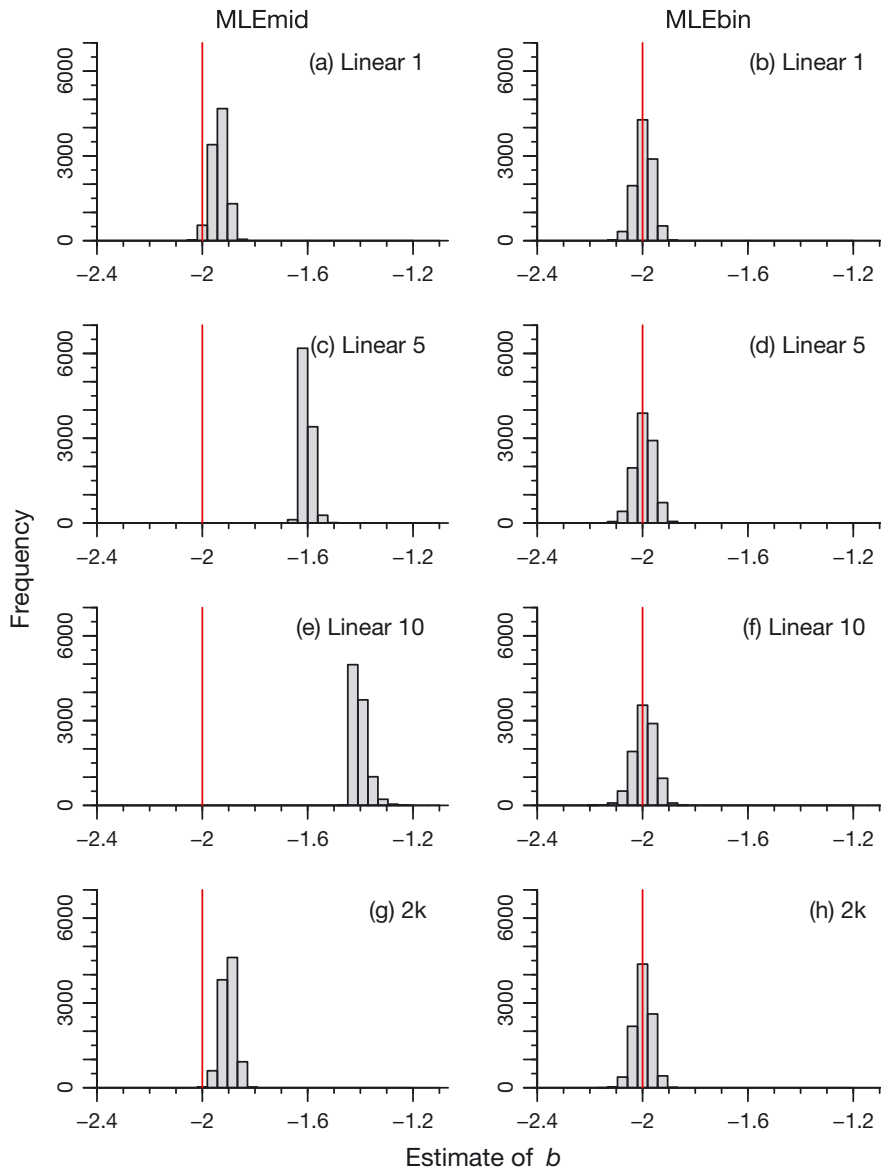 MLEmid MLEbin
(a) Linear 1
6000
3000
0
−2.4 −2 −1.6 −1.2
(b) Linear 1
6000
3000
0
−2.4 −2 −1.6 −1.2
(c) Linear 5
6000
3000
0
−2.4 −2 −1.6 −1.2
(d) Linear 5
6000
3000
0
−2.4 −2 −1.6 −1.2
Frequency
(e) Linear 10
6000
3000
0
−2.4 −2 −1.6 −1.2
(f) Linear 10
6000
3000
0
−2.4 −2 −1.6 −1.2
(g) 2k
6000
3000
0
−2.4 −2 −1.6 −1.2
(h) 2k
6000
3000
0
−2.4 −2 −1.6 −1.2
Estimate of b